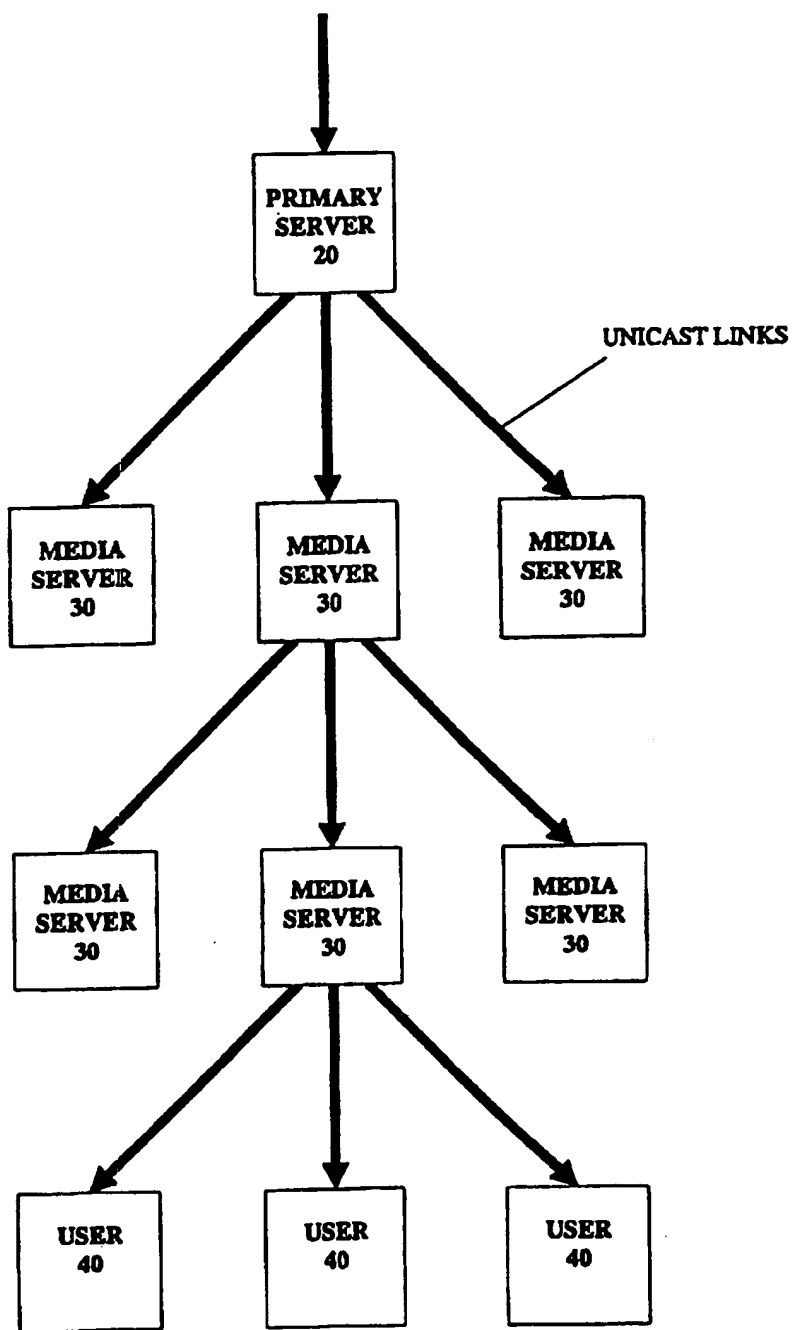 PRIMARY
SERVER
20
UNICAST LINKS
MEDIA
SERVER
30
MEDIA
SERVER
30
MEDIA
SERVER
30
MEDIA
SERVER
30
MEDIA
SERVER
30
MEDIA
SERVER
30
USER
40
USER
40
USER
40